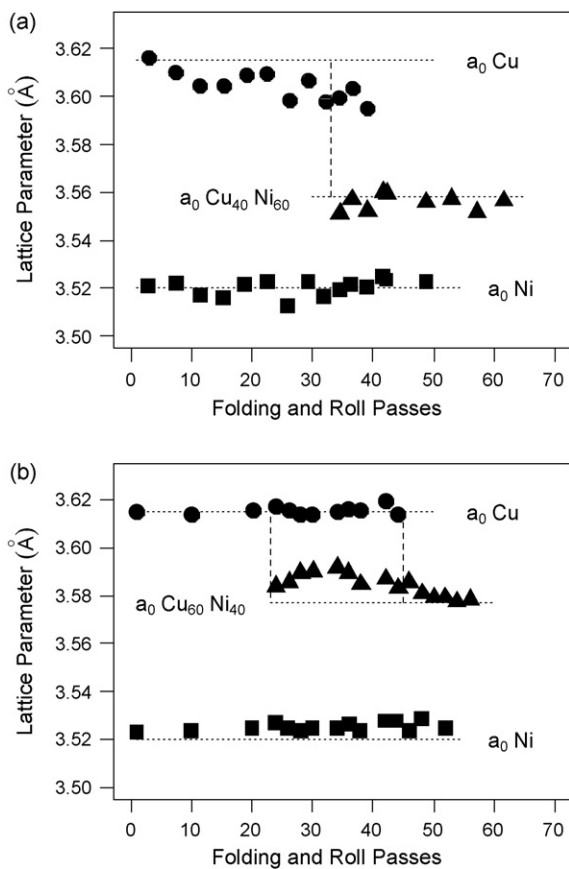 (a)
3.62
a₀ Cu
3.60
3.58
3.56
a₀ Cu₄₀ Ni₆₀
3.54
3.52
a₀ Ni
3.50
Lattice Parameter (Å)
0 10 20 30 40 50 60 70
Folding and Roll Passes
(b)
3.62
a₀ Cu
3.60
3.58
a₀ Cu₆₀ Ni₄₀
3.56
3.54
3.52
a₀ Ni
3.50
Lattice Parameter (Å)
0 10 20 30 40 50 60 70
Folding and Roll Passes